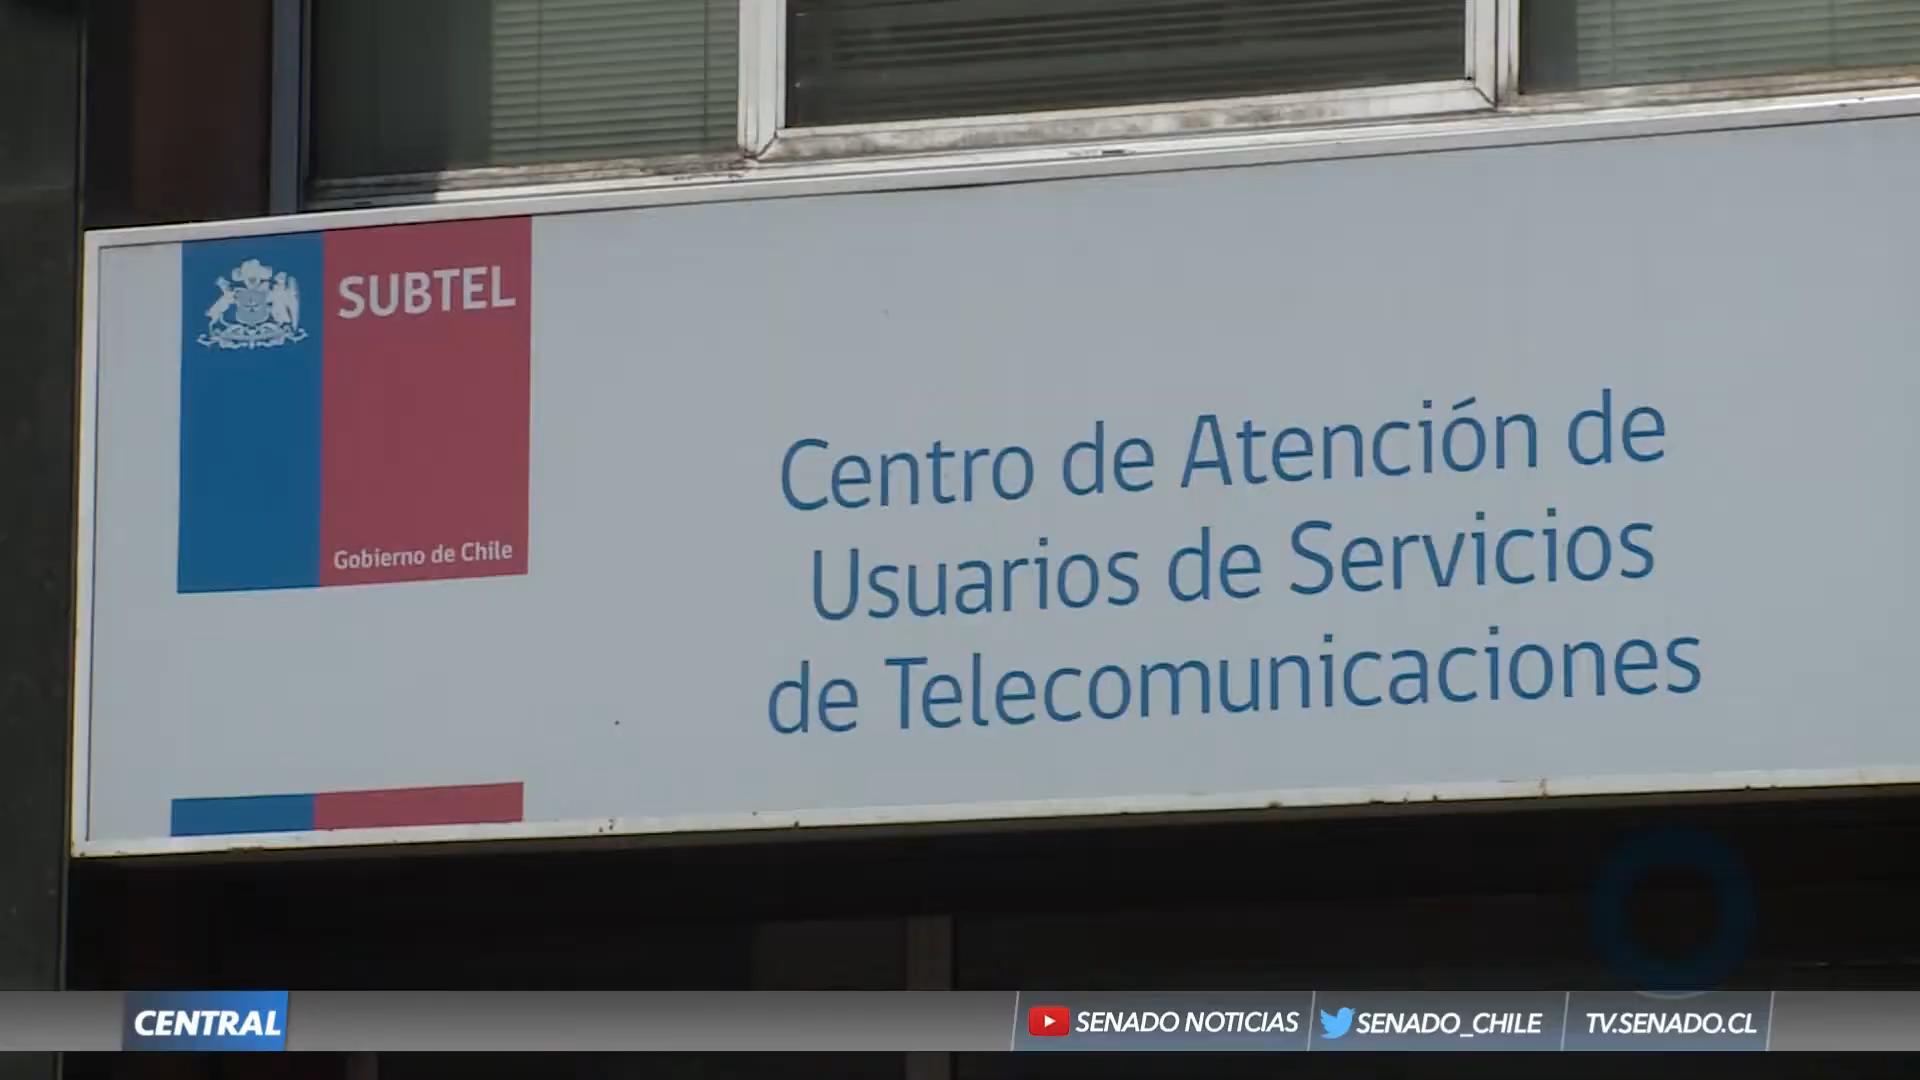 SUBTEL
Gobierno de Chile
Centro de Atención de
Usuarios de Servicios
de Telecomunicaciones
CENTRAL
SENADO NOTICIAS
SENADO_CHILE
TV.SENADO.CL